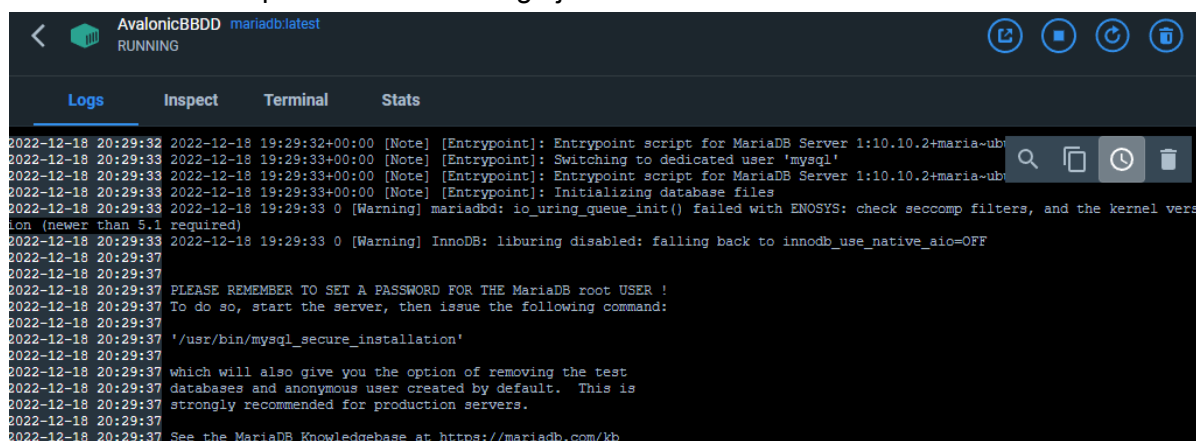 AvalonicBBDD mariadb:latest
RUNNING
Logs Inspect Terminal Stats
2022-12-18 20:29:32 2022-12-18 19:29:32+00:00 [Note] [Entrypoint]: Entrypoint script for MariaDB Server 1:10.10.2+maria~ub
2022-12-18 20:29:33 2022-12-18 19:29:33+00:00 [Note] [Entrypoint]: Switching to dedicated user 'mysql'
2022-12-18 20:29:33 2022-12-18 19:29:33+00:00 [Note] [Entrypoint]: Entrypoint script for MariaDB Server 1:10.10.2+maria~ub
2022-12-18 20:29:33 2022-12-18 19:29:33+00:00 [Note] [Entrypoint]: Initializing database files
2022-12-18 20:29:33 2022-12-18 19:29:33 0 [Warning] mariadbd: io_uring_queue_init() failed with ENOSYS: check seccomp filters, and the kernel vers
ion (newer than 5.1 required)
2022-12-18 20:29:33 2022-12-18 19:29:33 0 [Warning] InnoDB: liburing disabled: falling back to innodb_use_native_aio=OFF
2022-12-18 20:29:37
2022-12-18 20:29:37
2022-12-18 20:29:37 PLEASE REMEMBER TO SET A PASSWORD FOR THE MariaDB root USER !
2022-12-18 20:29:37 To do so, start the server, then issue the following command:
2022-12-18 20:29:37
2022-12-18 20:29:37 '/usr/bin/mysql_secure_installation'
2022-12-18 20:29:37
2022-12-18 20:29:37 which will also give you the option of removing the test
2022-12-18 20:29:37 databases and anonymous user created by default.  This is
2022-12-18 20:29:37 strongly recommended for production servers.
2022-12-18 20:29:37
2022-12-18 20:29:37 See the MariaDB Knowledgebase at https://mariadb.com/kb